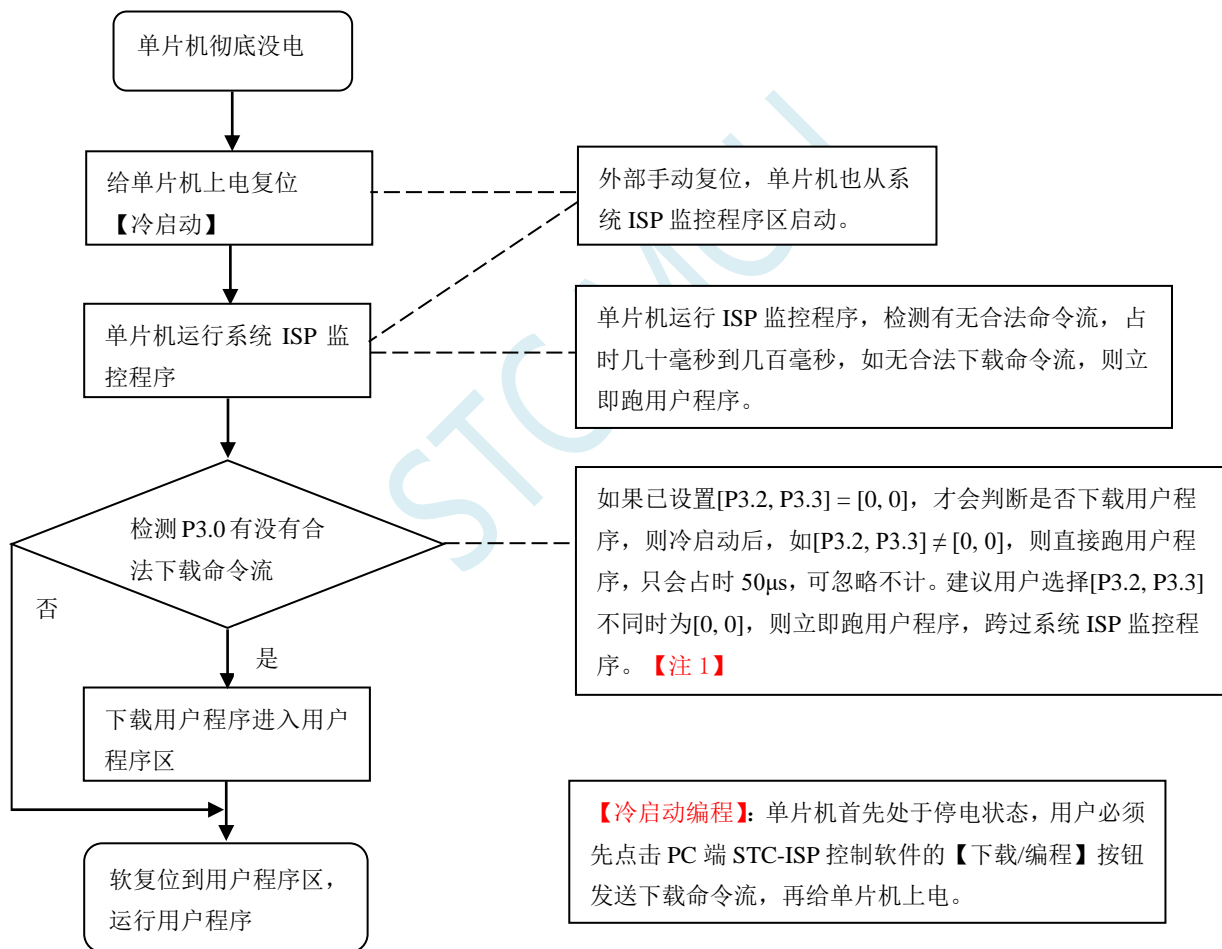 单片机彻底没电
给单片机上电复位
【冷启动】
外部手动复位，单片机也从系
统 ISP 监控程序区启动。
单片机运行系统 ISP 监
控程序
单片机运行 ISP 监控程序，检测有无合法命令流，占
时几十毫秒到几百毫秒，如无合法下载命令流，则立
即跑用户程序。
检测 P3.0 有没有合
法下载命令流
如果已设置[P3.2, P3.3] = [0, 0]，才会判断是否下载用户程
序，则冷启动后，如[P3.2, P3.3] ≠ [0, 0]，则直接跑用户程
序，只会占时 50μs，可忽略不计。建议用户选择[P3.2, P3.3]
不同时为[0, 0]，则立即跑用户程序，跨过系统 ISP 监控程
序。【注 1】
否
是
下载用户程序进入用户
程序区
软复位到用户程序区，
运行用户程序
【冷启动编程】：单片机首先处于停电状态，用户必须
先点击 PC 端 STC-ISP 控制软件的【下载/编程】按钮
发送下载命令流，再给单片机上电。
STCMCU